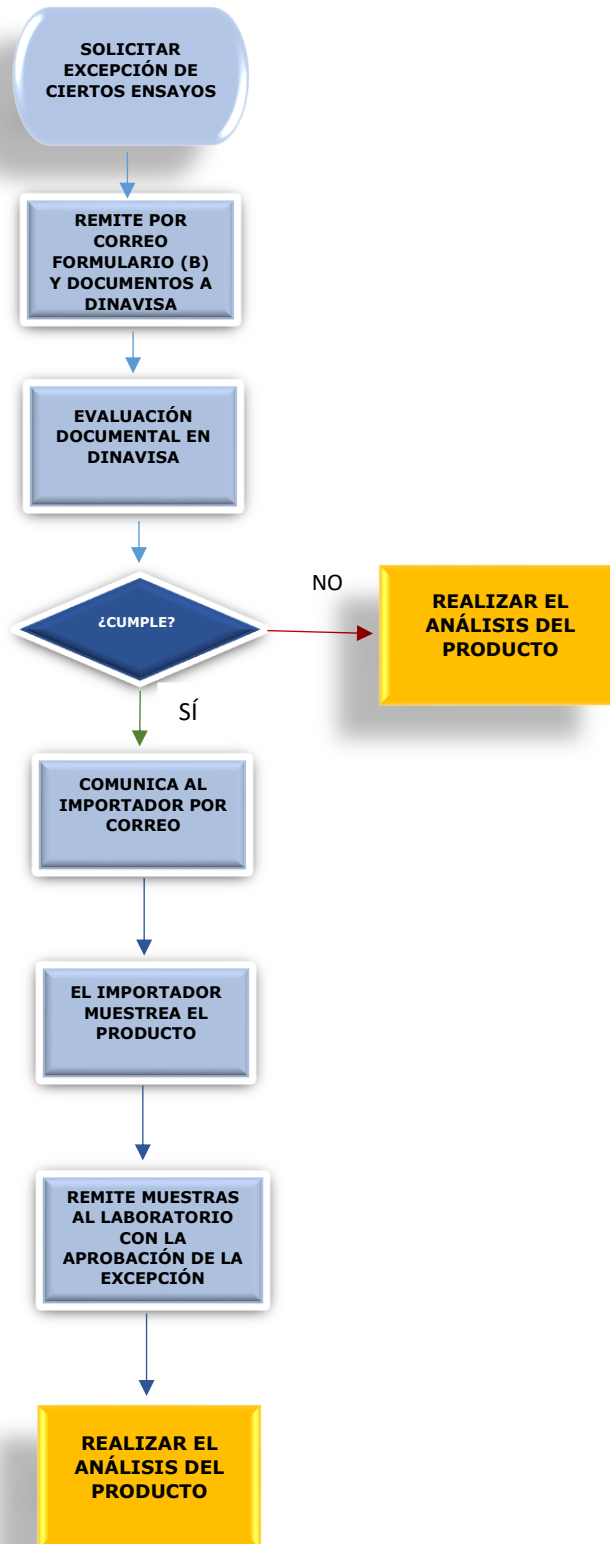 SOLICITAR
EXCEPCIÓN DE
CIERTOS ENSAYOS
REMITE POR
CORREO
FORMULARIO (B)
Y DOCUMENTOS A
DINAVISA
EVALUACIÓN
DOCUMENTAL EN
DINAVISA
¿CUMPLE?
NO
REALIZAR EL
ANÁLISIS DEL
PRODUCTO
SÍ
COMUNICA AL
IMPORTADOR POR
CORREO
EL IMPORTADOR
MUESTREA EL
PRODUCTO
REMITE MUESTRAS
AL LABORATORIO
CON LA
APROBACIÓN DE LA
EXCEPCIÓN
REALIZAR EL
ANÁLISIS DEL
PRODUCTO